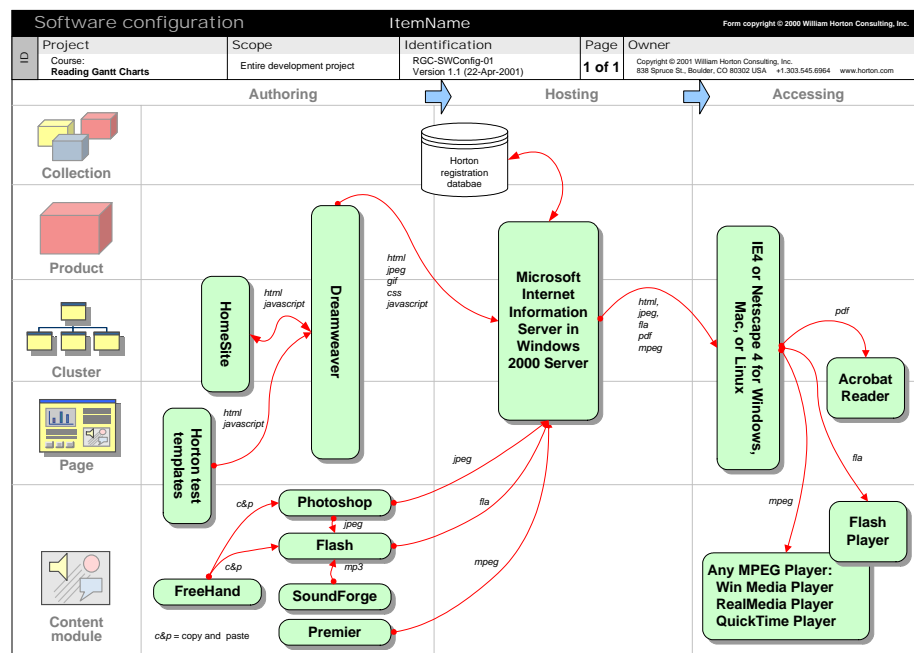 Software configuration
ItemName
Form copyright © 2000 William Horton Consulting, Inc.
ID
Project
Scope
Identification
Page
Owner
Course:
Reading Gantt Charts
Entire development project
RGC-SWConfig-01
Version 1.1 (22-Apr-2001)
1 of 1
Copyright © 2001 William Horton Consulting, Inc.
838 Spruce St., Boulder, CO 80302 USA +1.303.545.6964 www.horton.com
Authoring
Hosting
Accessing
Collection
Horton
registration
databae
Product
Dreamweaver
html
jpeg
gif
css
javascript
Microsoft
Internet
Information
Server in
Windows
2000 Server
IE4 or Netscape 4 for Windows,
Mac, or Linux
Cluster
HomeSite
html
javascript
html,
jpeg,
fla
pdf
mpeg
pdf
Acrobat
Reader
Page
Horton test
templates
html
javascript
jpeg
fla
mpeg
Content
module
c&p
Photoshop
jpeg
fla
Flash
c&p
mp3
mpeg
FreeHand
SoundForge
Premier
c&p = copy and paste
Flash
Player
Any MPEG Player:
Win Media Player
RealMedia Player
QuickTime Player